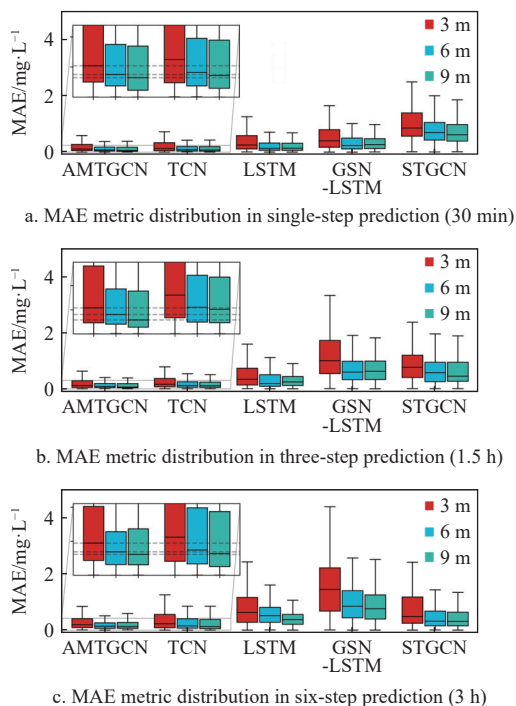 MAE/mg·L⁻¹
4
2
0
3 m
6 m
9 m
AMTGCN TCN LSTM GSN STGCN
-LSTM
a. MAE metric distribution in single-step prediction (30 min)
MAE/mg·L⁻¹
4
2
0
3 m
6 m
9 m
AMTGCN TCN LSTM GSN STGCN
-LSTM
b. MAE metric distribution in three-step prediction (1.5 h)
MAE/mg·L⁻¹
4
2
0
3 m
6 m
9 m
AMTGCN TCN LSTM GSN STGCN
-LSTM
c. MAE metric distribution in six-step prediction (3 h)